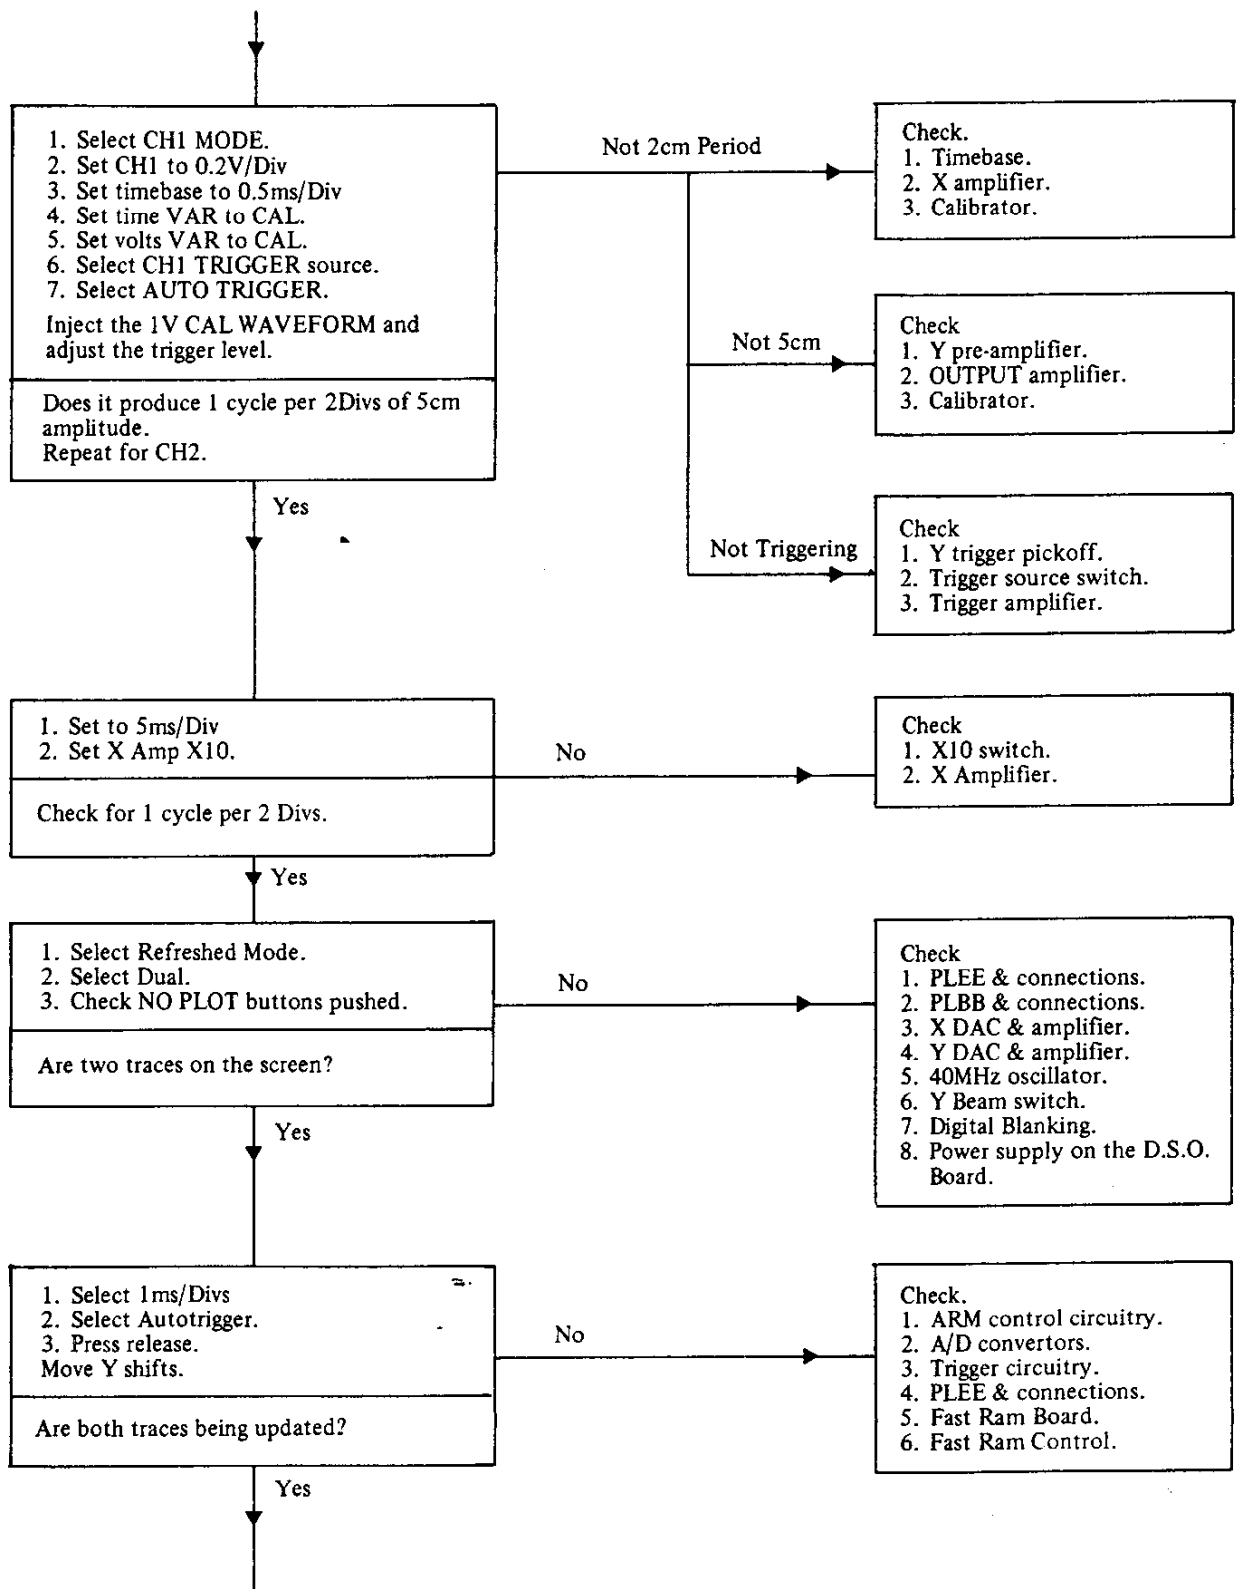 1. Select CH1 MODE.
2. Set CH1 to 0.2V/Div
3. Set timebase to 0.5ms/Div
4. Set time VAR to CAL.
5. Set volts VAR to CAL.
6. Select CH1 TRIGGER source.
7. Select AUTO TRIGGER.
Inject the 1V CAL WAVEFORM and
adjust the trigger level.
Does it produce 1 cycle per 2Divs of 5cm
amplitude.
Repeat for CH2.
Not 2cm Period
Check.
1. Timebase.
2. X amplifier.
3. Calibrator.
Not 5cm
Check
1. Y pre-amplifier.
2. OUTPUT amplifier.
3. Calibrator.
Not Triggering
Check
1. Y trigger pickoff.
2. Trigger source switch.
3. Trigger amplifier.
Yes
1. Set to 5ms/Div
2. Set X Amp X10.
Check for 1 cycle per 2 Divs.
No
Check
1. X10 switch.
2. X Amplifier.
Yes
1. Select Refreshed Mode.
2. Select Dual.
3. Check NO PLOT buttons pushed.
Are two traces on the screen?
No
Check
1. PLEE & connections.
2. PLBB & connections.
3. X DAC & amplifier.
4. Y DAC & amplifier.
5. 40MHz oscillator.
6. Y Beam switch.
7. Digital Blanking.
8. Power supply on the D.S.O.
Board.
Yes
1. Select 1ms/Divs
2. Select Autotrigger.
3. Press release.
Move Y shifts.
Are both traces being updated?
No
Check.
1. ARM control circuitry.
2. A/D convertors.
3. Trigger circuitry.
4. PLEE & connections.
5. Fast Ram Board.
6. Fast Ram Control.
Yes